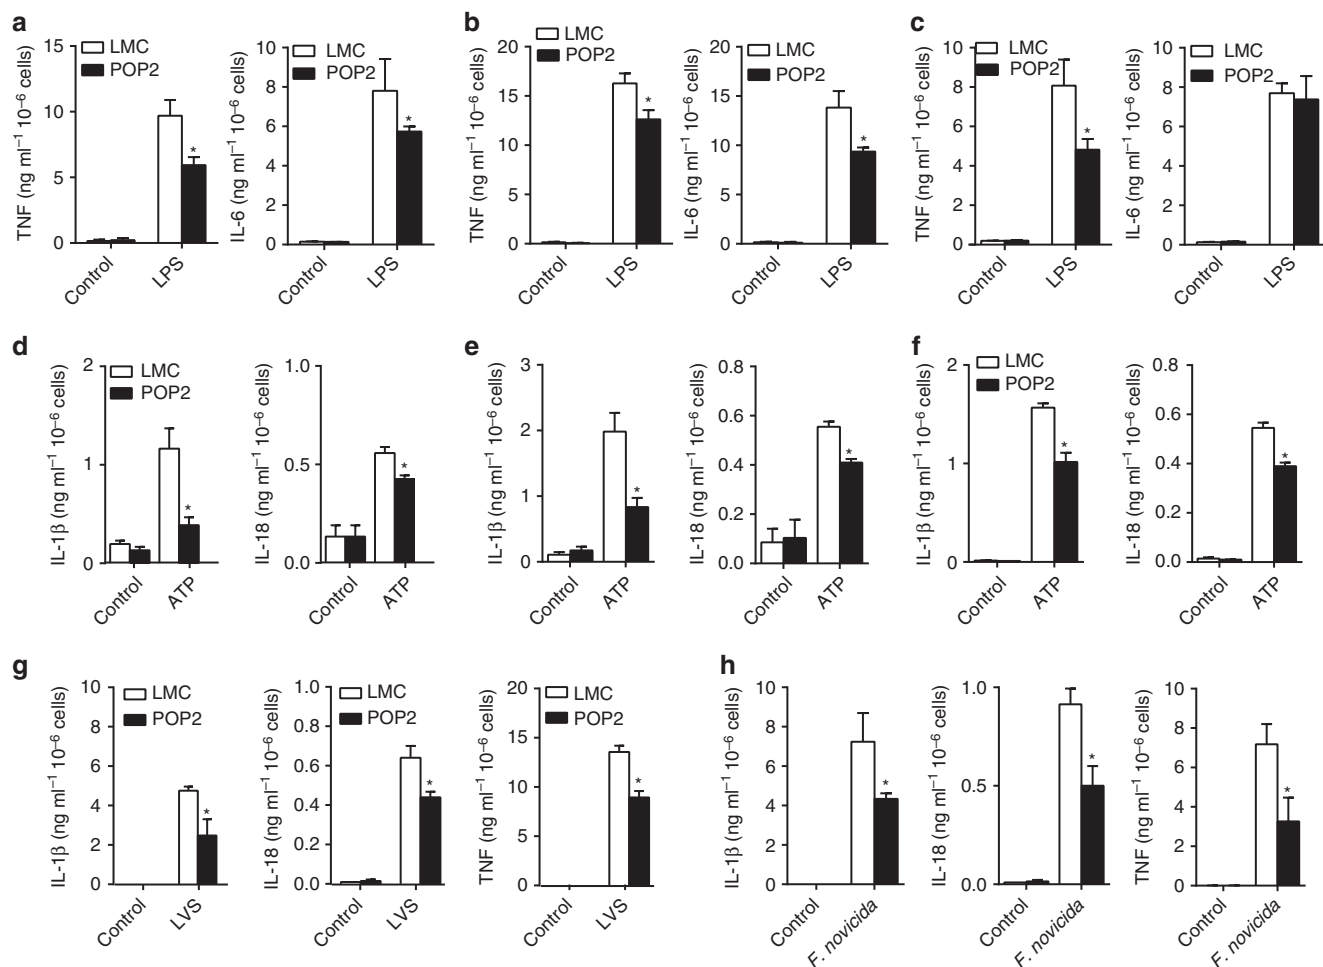 a
TNF (ng ml⁻¹ 10⁻⁶ cells)
15
10
5
0
LMC
POP2
*
Control
LPS
IL-6 (ng ml⁻¹ 10⁻⁶ cells)
10
8
6
4
2
0
LMC
POP2
*
Control
LPS
b
TNF (ng ml⁻¹ 10⁻⁶ cells)
20
15
10
5
0
LMC
POP2
*
Control
LPS
IL-6 (ng ml⁻¹ 10⁻⁶ cells)
20
15
10
5
0
LMC
POP2
*
Control
LPS
c
TNF (ng ml⁻¹ 10⁻⁶ cells)
10
8
6
4
2
0
LMC
POP2
*
Control
LPS
IL-6 (ng ml⁻¹ 10⁻⁶ cells)
10
8
6
4
2
0
LMC
POP2
Control
LPS
d
IL-1β (ng ml⁻¹ 10⁻⁶ cells)
2
1
0
LMC
POP2
*
Control
ATP
IL-18 (ng ml⁻¹ 10⁻⁶ cells)
1.0
0.5
0.0
*
Control
ATP
e
IL-1β (ng ml⁻¹ 10⁻⁶ cells)
3
2
1
0
*
Control
ATP
IL-18 (ng ml⁻¹ 10⁻⁶ cells)
0.8
0.6
0.4
0.2
0.0
*
Control
ATP
f
IL-1β (ng ml⁻¹ 10⁻⁶ cells)
2
1
0
LMC
POP2
*
Control
ATP
IL-18 (ng ml⁻¹ 10⁻⁶ cells)
0.8
0.6
0.4
0.2
0.0
*
Control
ATP
g
IL-1β (ng ml⁻¹ 10⁻⁶ cells)
10
8
6
4
2
0
LMC
POP2
*
Control
LVS
IL-18 (ng ml⁻¹ 10⁻⁶ cells)
1.0
0.8
0.6
0.4
0.2
0.0
LMC
POP2
*
Control
LVS
TNF (ng ml⁻¹ 10⁻⁶ cells)
20
15
10
5
0
LMC
POP2
*
Control
LVS
h
IL-1β (ng ml⁻¹ 10⁻⁶ cells)
10
8
6
4
2
0
*
Control
F. novicida
IL-18 (ng ml⁻¹ 10⁻⁶ cells)
1.0
0.5
0.0
*
Control
F. novicida
TNF (ng ml⁻¹ 10⁻⁶ cells)
10
8
6
4
2
0
*
Control
F. novicida